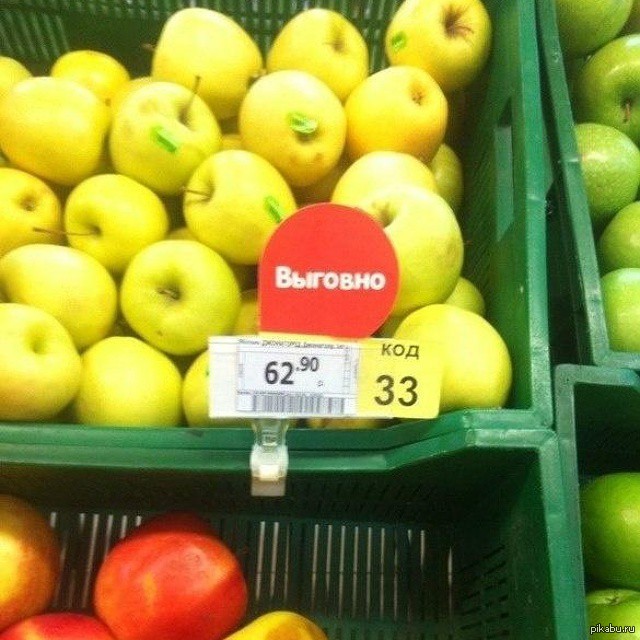 Выговно
62.90
КОД
33
pikabu.ru